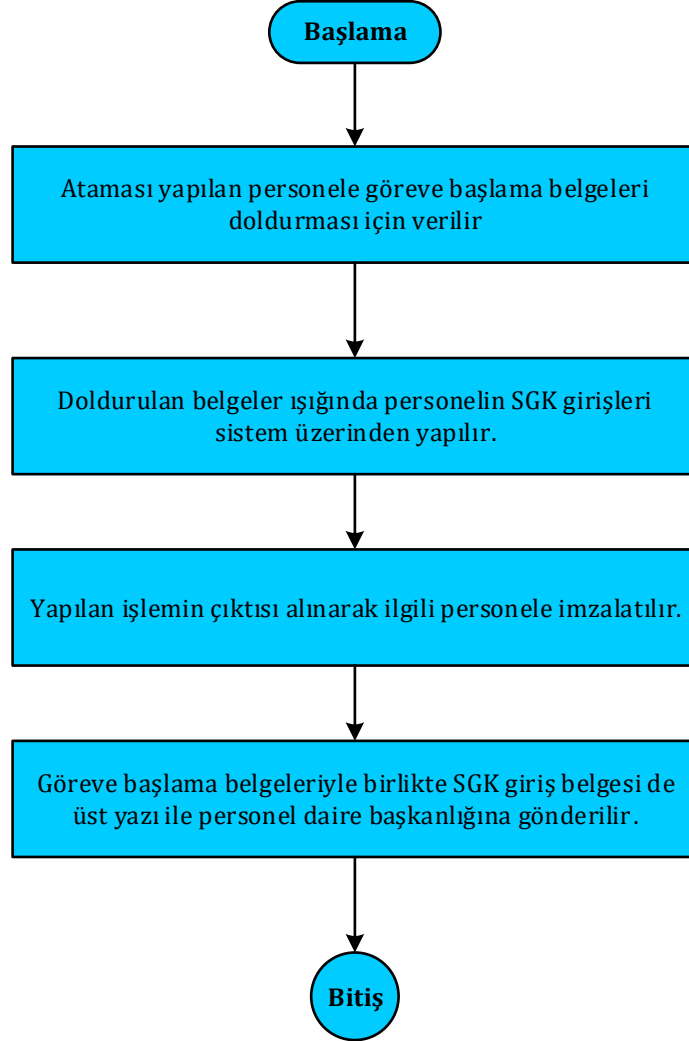 Başlama
Ataması yapılan personele göreve başlama belgeleri
doldurması için verilir
Doldurulan belgeler ışığında personelin SGK girişleri
sistem üzerinden yapılır.
Yapılan işlemin çıktısı alınarak ilgili personele imzalatılır.
Göreve başlama belgeleriyle birlikte SGK giriş belgesi de
üst yazı ile personel daire başkanlığına gönderilir.
Bitiş